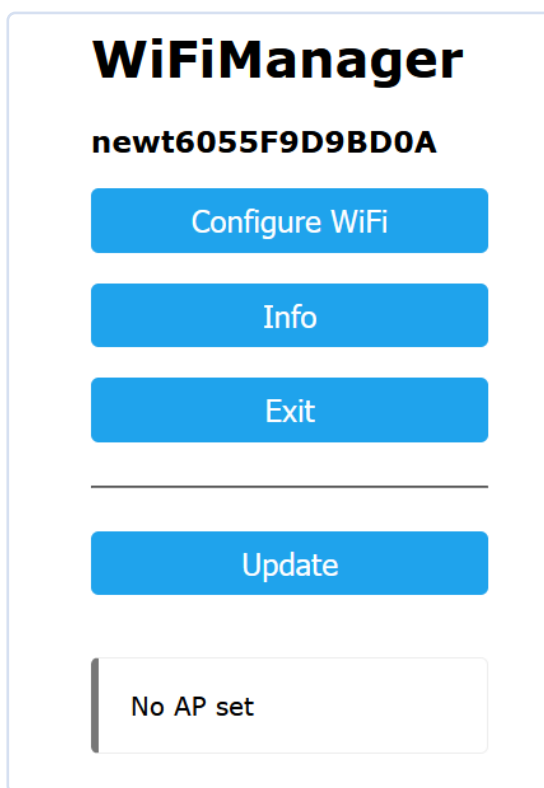 WiFiManager
newt6055F9D9BD0A
Configure WiFi
Info
Exit
Update
No AP set